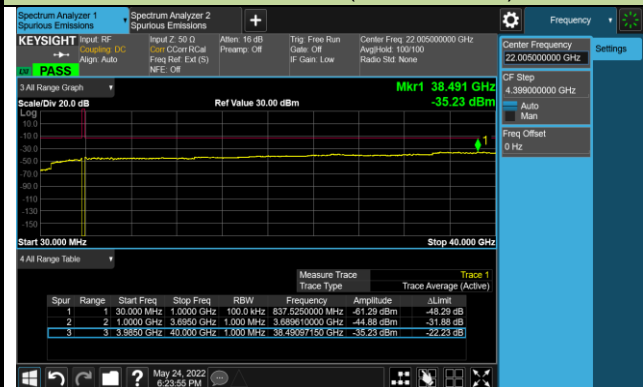 Spectrum Analyzer 1
Spurious Emissions
Spectrum Analyzer 2
Spurious Emissions
+
Frequency
KEYSIGHT
Input: RF
Coupling: DC
Align: Auto
Input Z: 50 Ω
Corr CCorr RCal
Freq Ref: Ext (S)
NFE: Off
Atten: 16 dB
Preamp: Off
Trig: Free Run
Gate: Off
IF Gain: Low
Center Freq: 22.005000000 GHz
Avg|Hold: 100/100
Radio Std: None
PASS
Center Frequency
22.005000000 GHz
Settings
CF Step
4.399000000 GHz
Auto
Man
Freq Offset
0 Hz
3 All Range Graph
Mkr1 38.491 GHz
Scale/Div 20.0 dB
Ref Value 30.00 dBm
-35.23 dBm
Log
10.0
-10.0
-30.0
-50.0
-70.0
-90.0
-110
-130
-150
1
Start 30.000 MHz
Stop 40.000 GHz
4 All Range Table
Measure Trace Trace 1
Trace Type Trace Average (Active)
Spur Range Start Freq Stop Freq RBW Frequency Amplitude ΔLimit
1 1 30.000 MHz 1.0000 GHz 100.0 kHz 837.5250000 MHz -61.29 dBm -48.29 dB
2 2 1.0000 GHz 3.6950 GHz 1.000 MHz 3.689610000 GHz -44.88 dBm -31.88 dB
3 3 3.9850 GHz 40.000 GHz 1.000 MHz 38.49097150 GHz -35.23 dBm -22.23 dB
?
May 24, 2022
6:23:55 PM